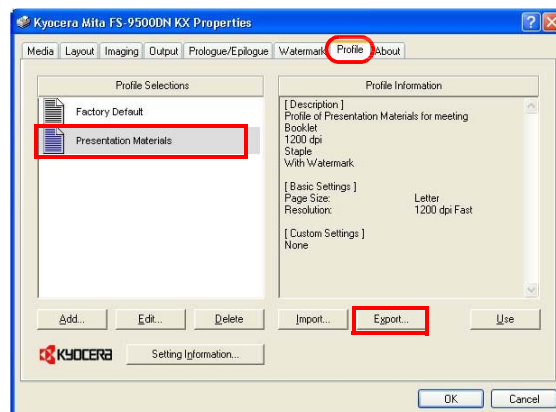 Kyocera Mita FS-9500DN KX Properties
Media Layout Imaging Output Prologue/Epilogue Watermark Profile About
Profile Selections
Factory Default
Presentation Materials
Profile Information
[ Description ]
Profile of Presentation Materials for meeting
Booklet
1200 dpi
Staple
With Watermark
[ Basic Settings ]
Page Size: Letter
Resolution: 1200 dpi Fast
[ Custom Settings ]
None
Add... Edit... Delete Import... Export... Use
KYOCERA Setting Information...
OK Cancel